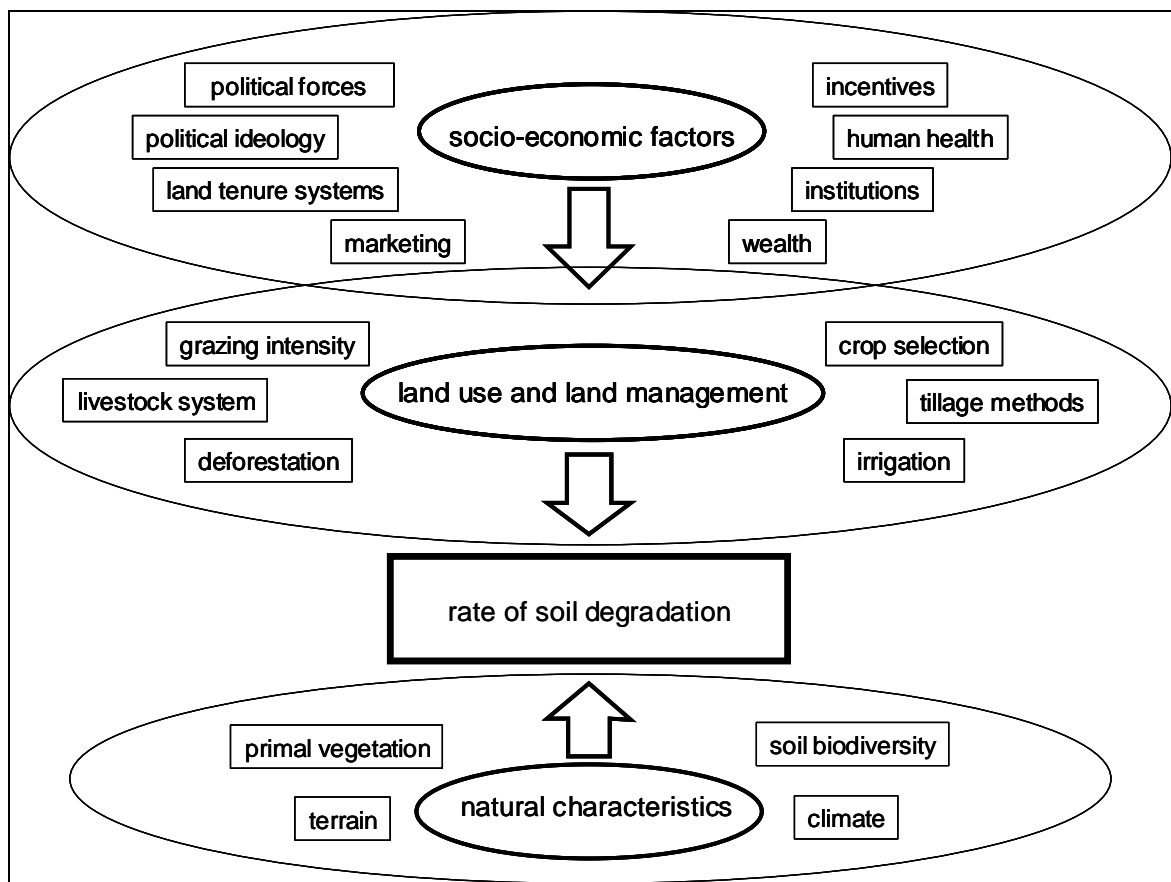 political forces
incentives
socio-economic factors
political ideology
human health
land tenure systems
institutions
marketing
wealth
grazing intensity
crop selection
land use and land management
livestock system
tillage methods
deforestation
irrigation
rate of soil degradation
primal vegetation
soil biodiversity
natural characteristics
terrain
climate